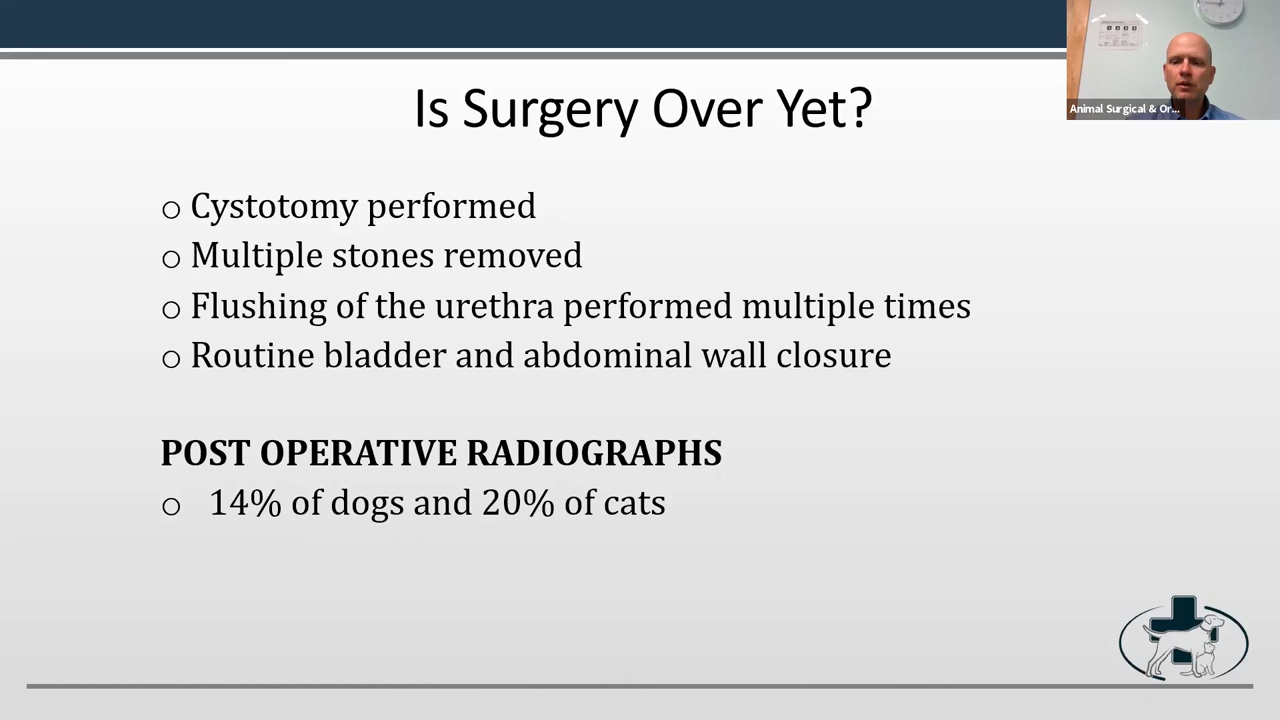 Is Surgery Over Yet?
Animal Surgical & Or...
○ Cystotomy performed
○ Multiple stones removed
○ Flushing of the urethra performed multiple times
○ Routine bladder and abdominal wall closure
POST OPERATIVE RADIOGRAPHS
○ 14% of dogs and 20% of cats